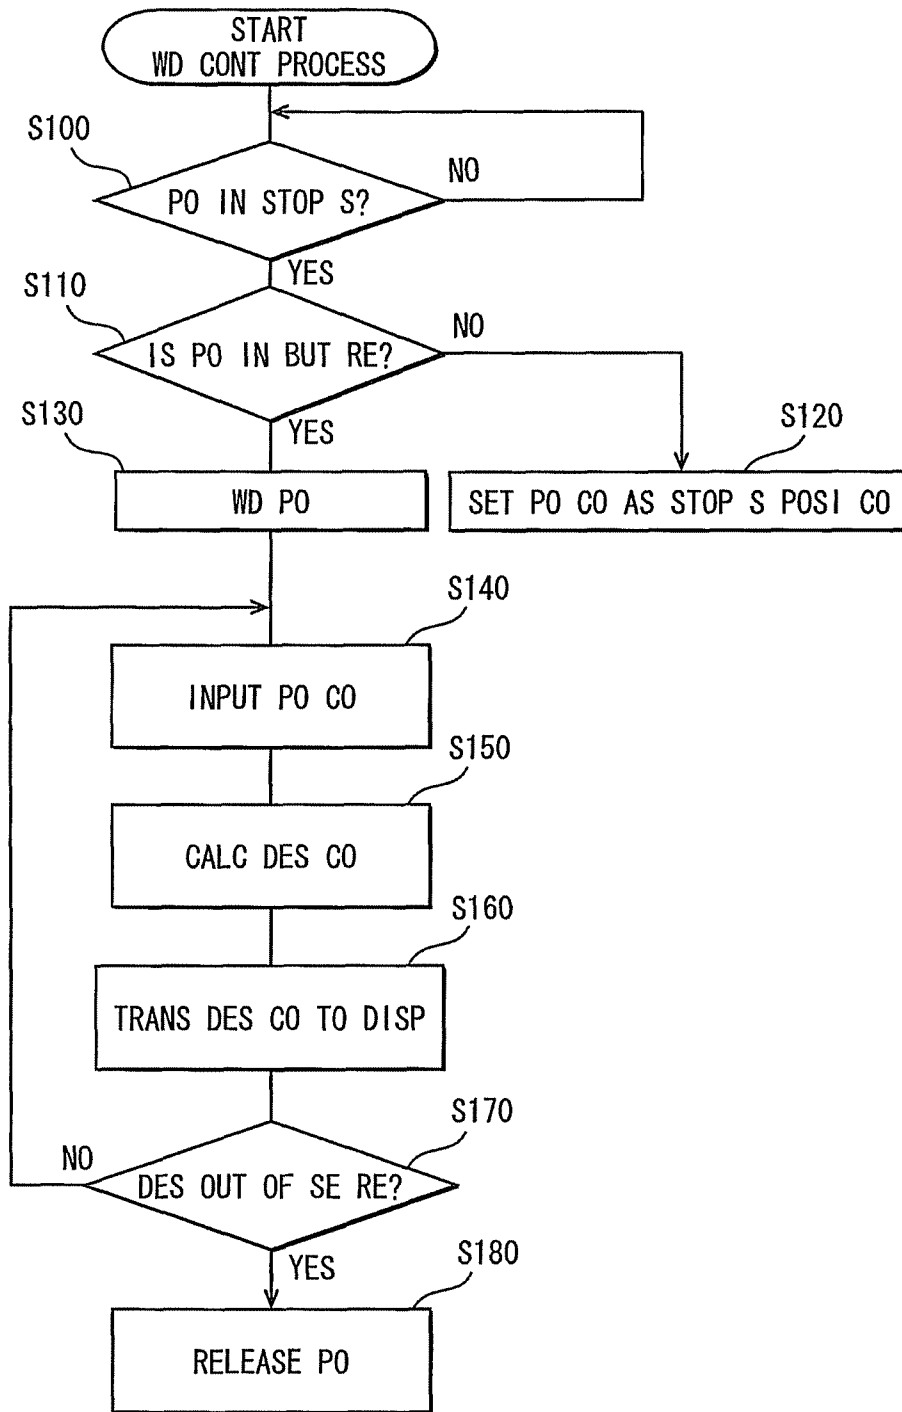 START
WD CONT PROCESS
S100
PO IN STOP S?
NO
YES
S110
IS PO IN BUT RE?
NO
YES
S130
WD PO
S120
SET PO CO AS STOP S POSI CO
S140
INPUT PO CO
S150
CALC DES CO
S160
TRANS DES CO TO DISP
S170
NO
DES OUT OF SE RE?
YES
S180
RELEASE PO